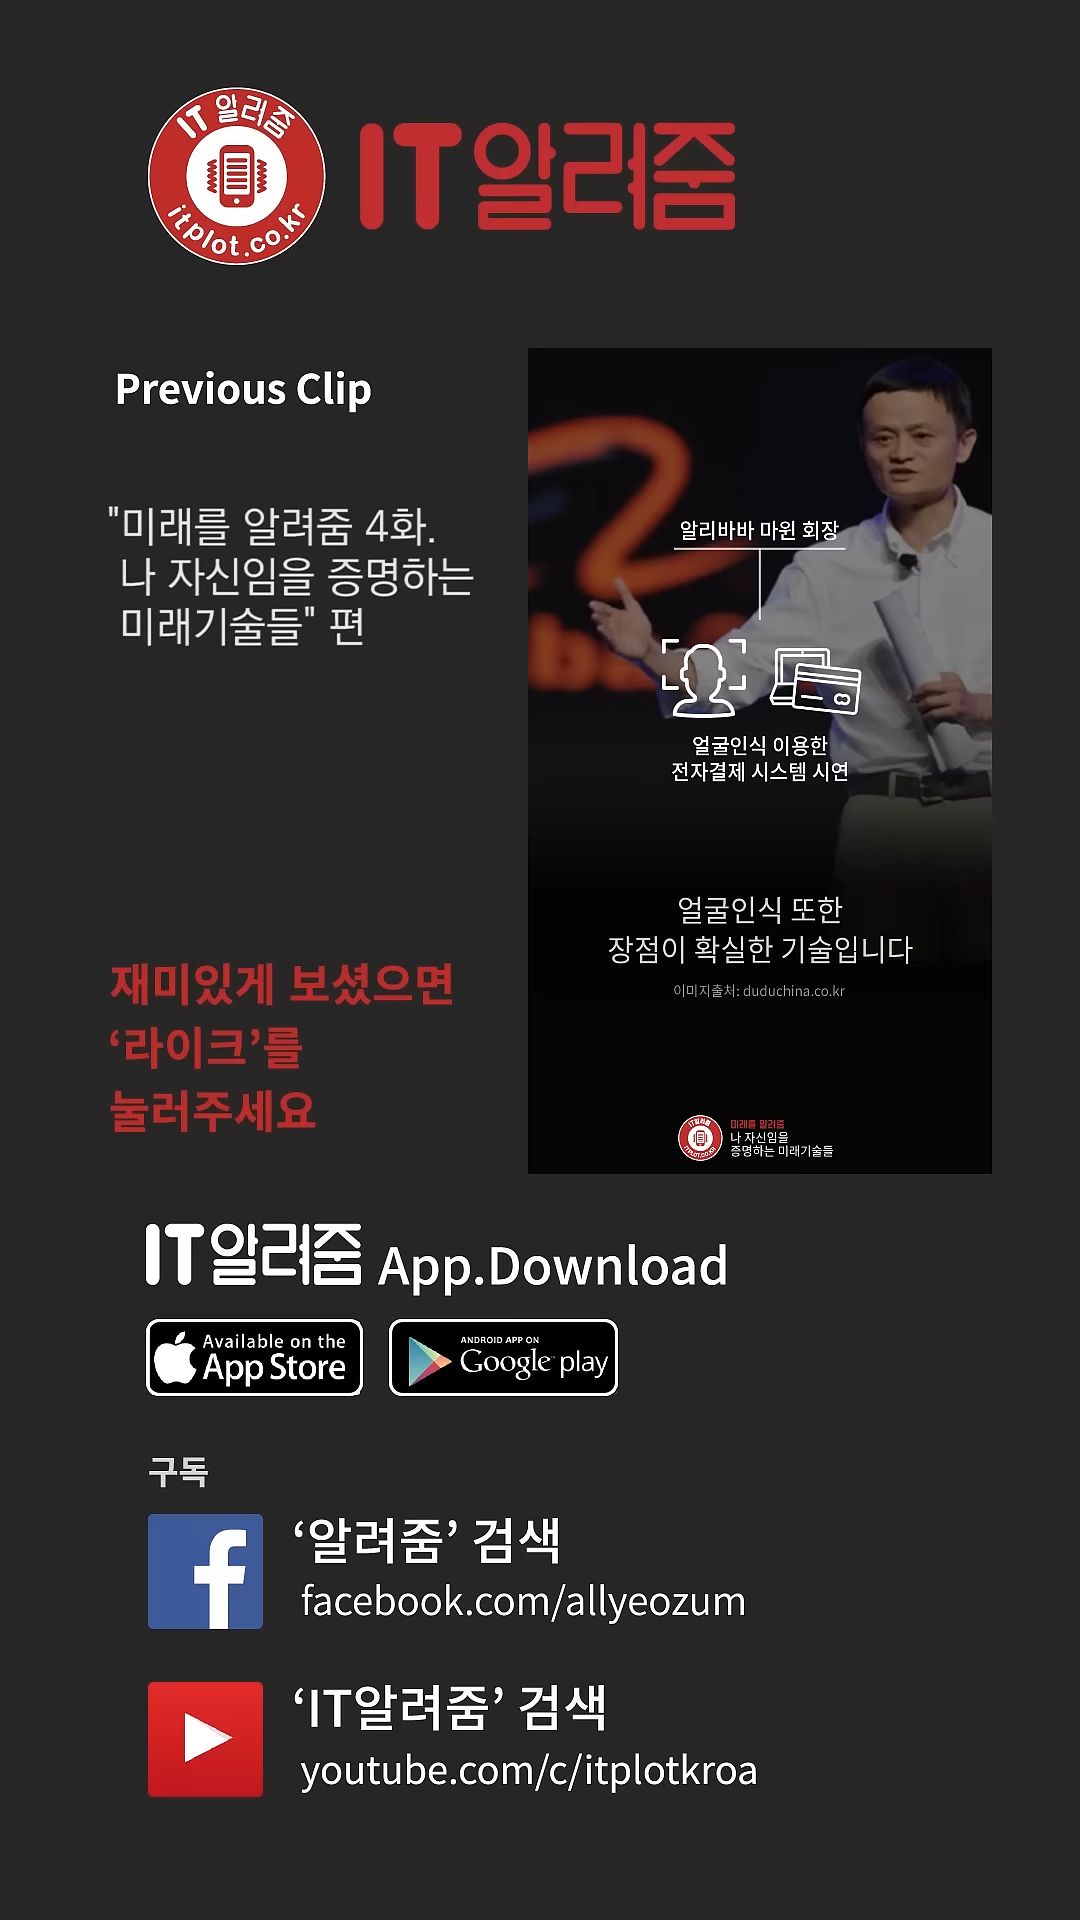 IT 알려줌
itplot.co.kr
IT알려줌
Previous Clip
"미래를 알려줌 4화.
나 자신임을 증명하는
미래기술들" 편
알리바바 마윈 회장
얼굴인식 이용한
전자결제 시스템 시연
얼굴인식 또한
장점이 확실한 기술입니다
이미지출처: duduchina.co.kr
미래를 알려줌
나 자신임을
증명하는 미래기술들
재미있게 보셨으면
‘라이크’를
눌러주세요
IT알려줌 App.Download
Available on the
App Store
ANDROID APP ON
Google play
구독
‘알려줌’ 검색
facebook.com/allyeozum
‘IT알려줌’ 검색
youtube.com/c/itplotkroa